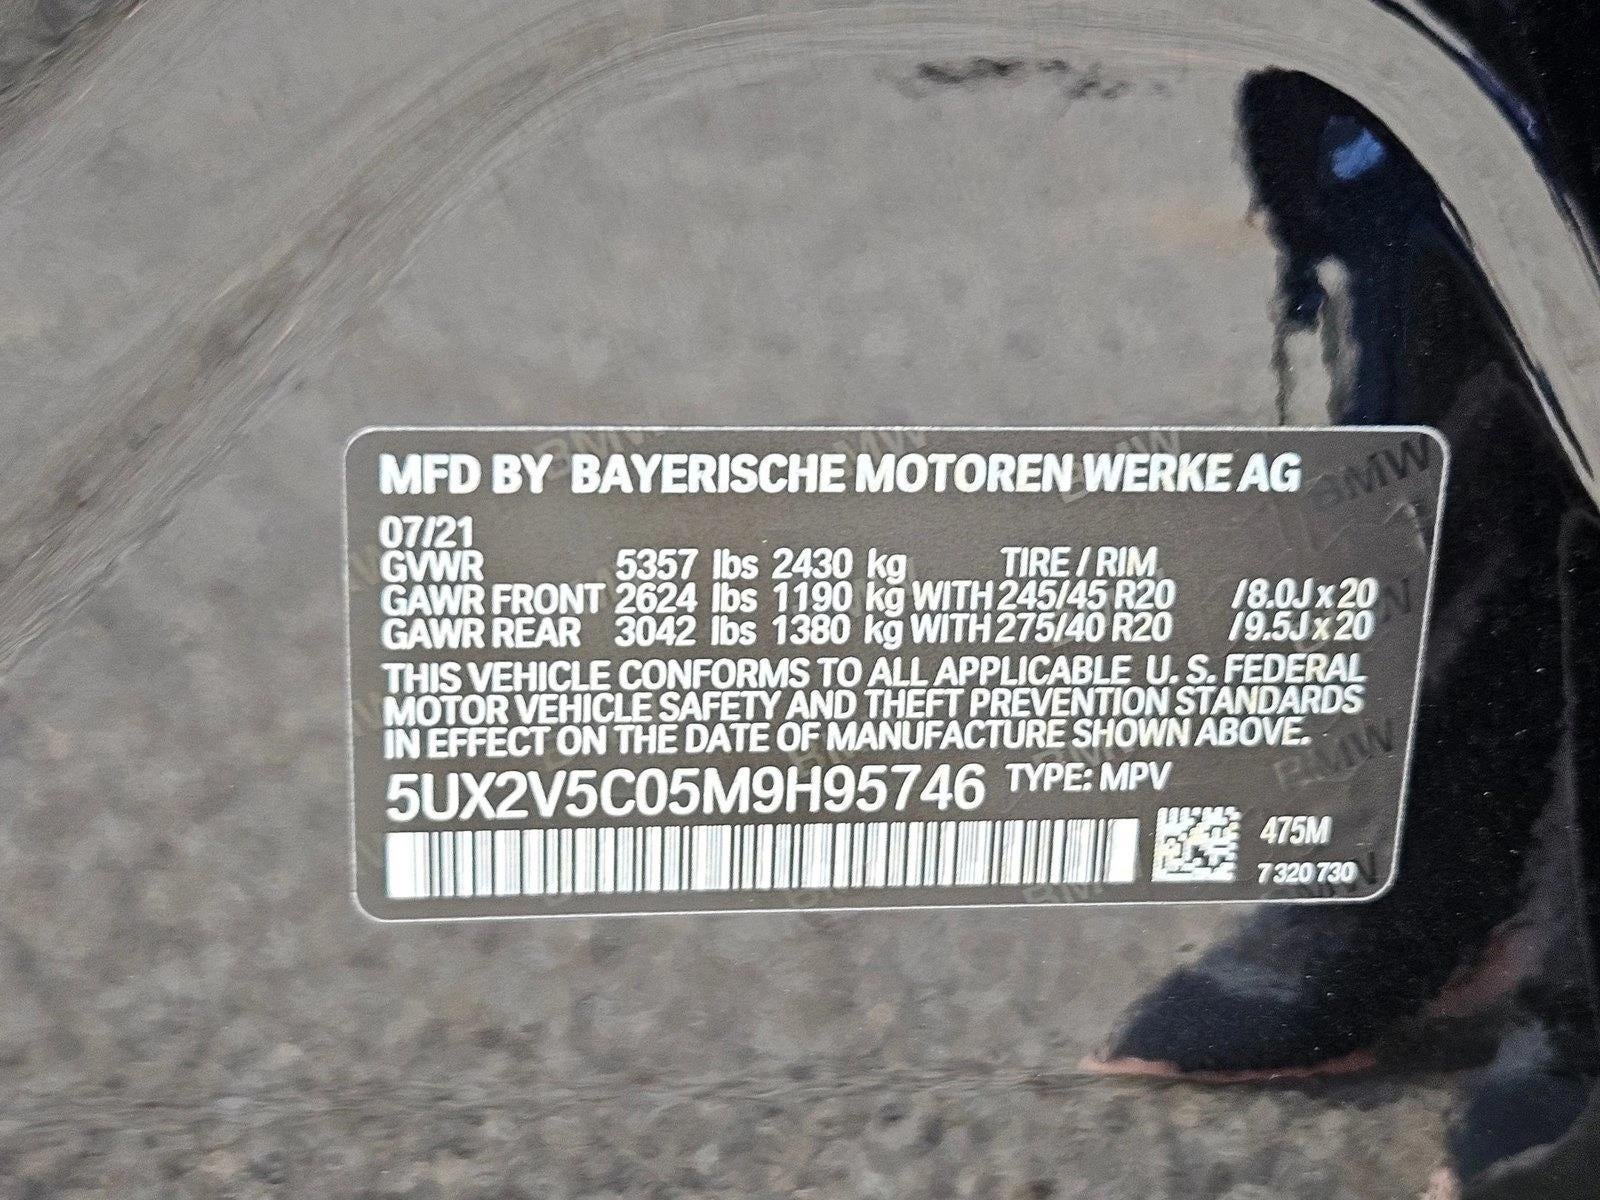 MFD BY BAYERISCHE MOTOREN WERKE AG
07/21
GVWR 5357 lbs 2430 kg TIRE / RIM
GAWR FRONT 2624 lbs 1190 kg WITH 245/45 R20 /8.0J x 20
GAWR REAR 3042 lbs 1380 kg WITH 275/40 R20 /9.5J x 20
THIS VEHICLE CONFORMS TO ALL APPLICABLE U. S. FEDERAL
MOTOR VEHICLE SAFETY AND THEFT PREVENTION STANDARDS
IN EFFECT ON THE DATE OF MANUFACTURE SHOWN ABOVE.
5UX2V5C05M9H95746 TYPE: MPV
475M
7 320 730